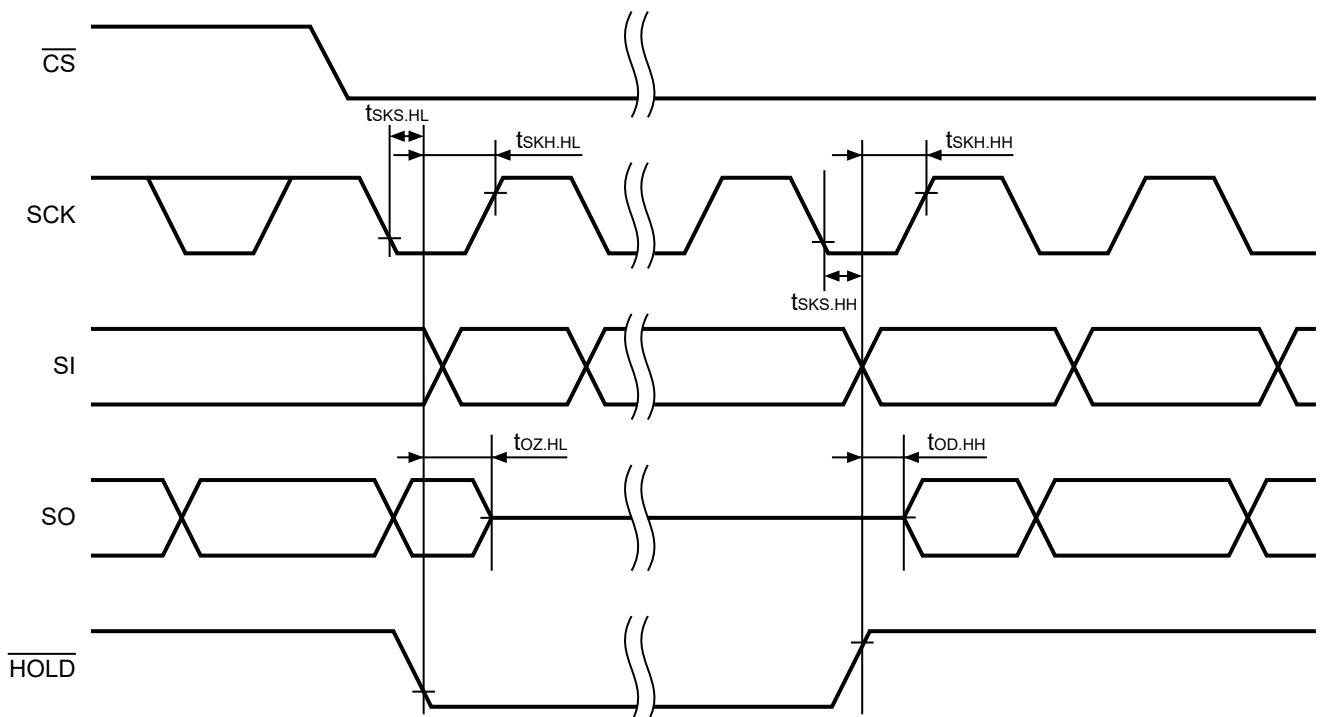 CS
tSKS.HL
tSKH.HL
tSKH.HH
SCK
tSKS.HH
SI
tOZ.HL
tOD.HH
SO
HOLD